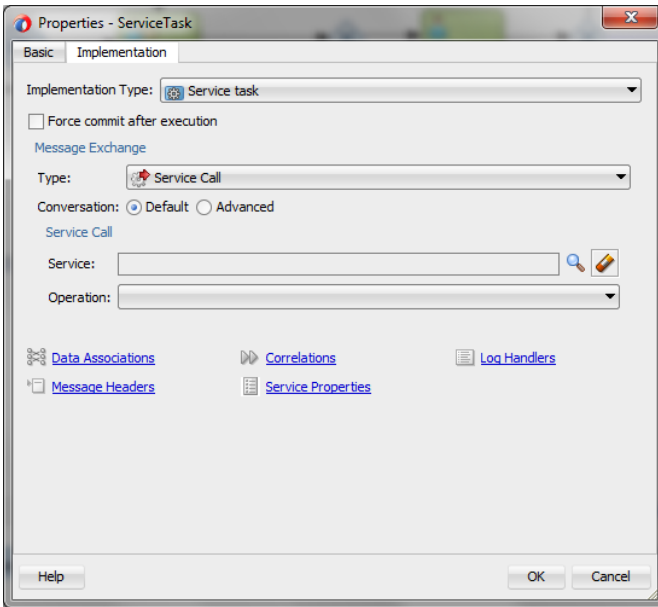 Properties - ServiceTask
Basic Implementation
Implementation Type: Service task
Force commit after execution
Message Exchange
Type: Service Call
Conversation: Default Advanced
Service Call
Service:
Operation:
Data Associations Correlations Log Handlers
Message Headers Service Properties
Help OK Cancel